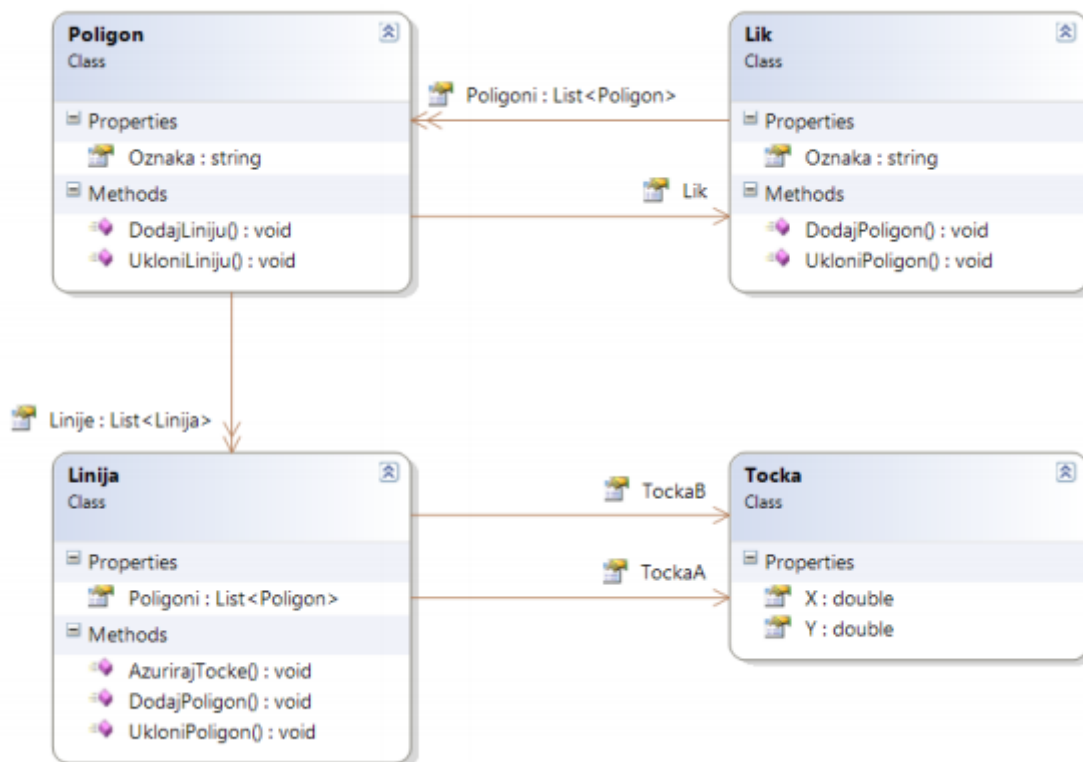 Poligon
Class
Properties
Oznaka : string
Methods
DodajLiniju() : void
UkloniLiniju() : void
Poligoni : List<Poligon>
Lik
Lik
Class
Properties
Oznaka : string
Methods
DodajPoligon() : void
UkloniPoligon() : void
Linije : List<Linija>
Linija
Class
Properties
Poligoni : List<Poligon>
Methods
AzurirajTocke() : void
DodajPoligon() : void
UkloniPoligon() : void
TockaB
TockaA
Tocka
Class
Properties
X : double
Y : double